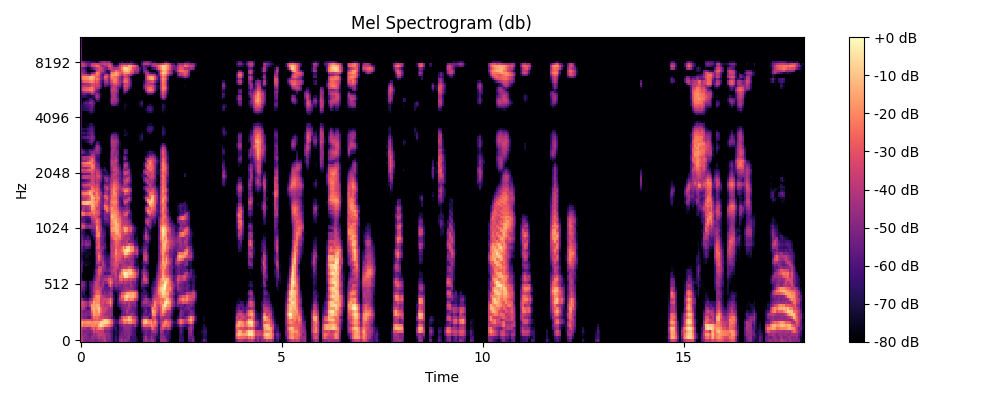 Mel Spectrogram (db)
Hz
8192
4096
2048
1024
512
0
0 5 10 15
Time
+0 dB
-10 dB
-20 dB
-30 dB
-40 dB
-50 dB
-60 dB
-70 dB
-80 dB